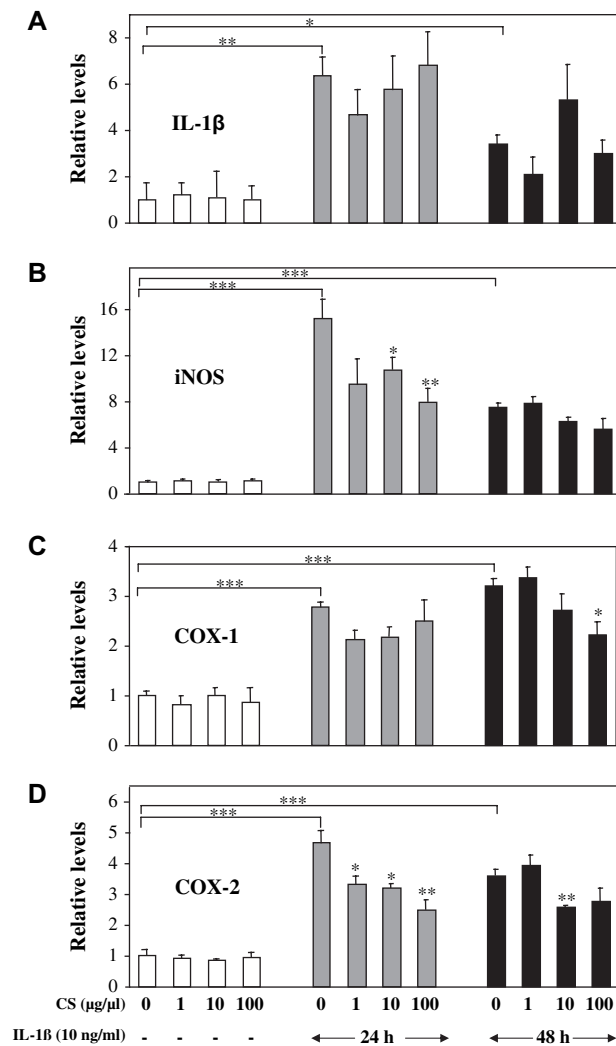 A
Relative levels
8
6
4
2
0
IL-1β
**
*
B
Relative levels
16
12
8
4
0
iNOS
***
***
*
**
C
Relative levels
4
3
2
1
0
COX-1
***
***
*
D
Relative levels
6
5
4
3
2
1
0
COX-2
***
***
*
*
**
**
CS (µg/µl) 0 1 10 100 0 1 10 100 0 1 10 100
IL-1ß (10 ng/ml) - - - - 24 h 48 h